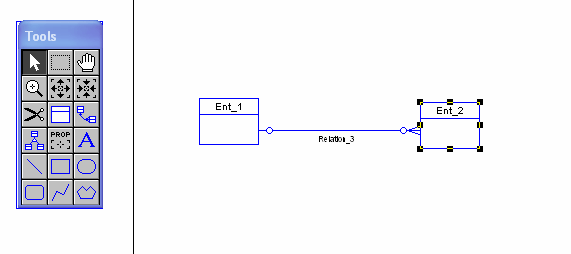 Tools
PROP
A
Ent_1
Ent_2
Relation_3